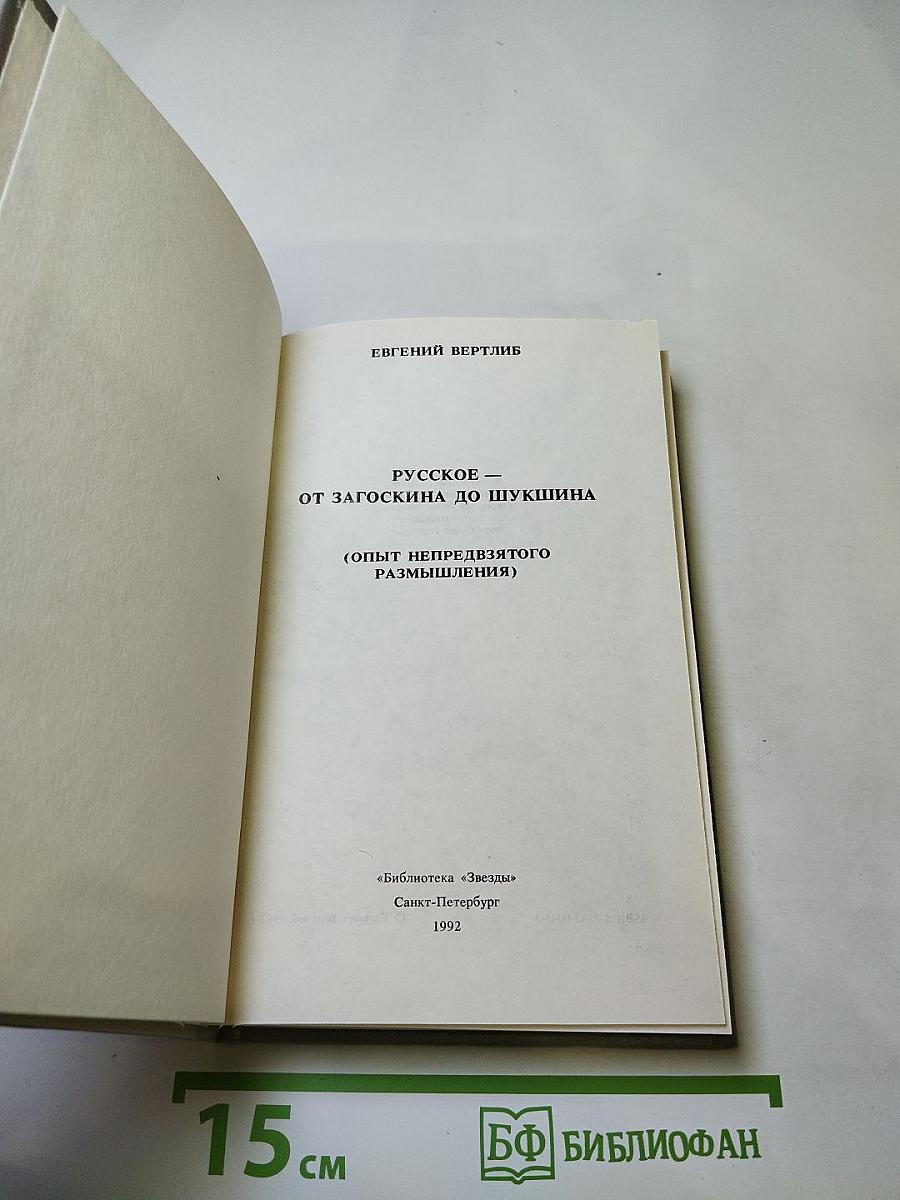 ЕВГЕНИЙ ВЕРТЛИБ
РУССКОЕ —
ОТ ЗАГОСКИНА ДО ШУКШИНА
(ОПЫТ НЕПРЕДВЗЯТОГО
РАЗМЫШЛЕНИЯ)
«Библиотека «Звезды»
Санкт-Петербург
1992
15 см
БФ БИБЛИОФАН